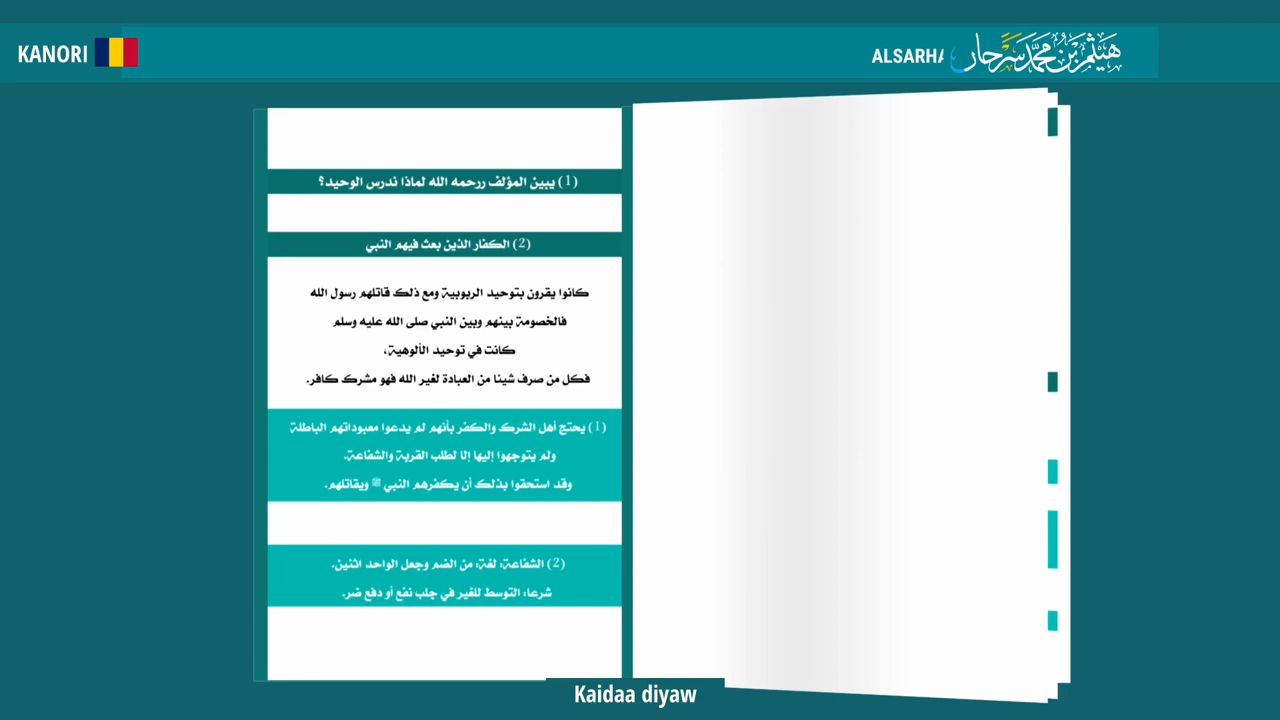 KANORI
ALSARHA
هيثم بن محمد سرحان
(1) يبين المؤلف ررحمه الله لماذا ندرس الوحيد؟
(2) الكفار الذين بعث فيهم النبي
كانوا يقرون بتوحيد الربوبية ومع ذلك قاتلهم رسول الله
فالخصومة بينهم وبين النبي صلى الله عليه وسلم
كانت في توحيد الألوهية،
فكل من صرف شيئا من العبادة لغير الله فهو مشرك كافر.
(1) يحتج أهل الشرك والكفر بأنهم لم يدعوا معبوداتهم الباطلة
ولم يتوجهوا إليها إلا لطلب القربة والشفاعة.
وقد استحقوا بذلك أن يكفرهم النبي ﷺ ويقاتلهم.
(2) الشفاعة: لغة: من الضم وجعل الواحد اثنين.
شرعا: التوسط للغير في جلب نفع أو دفع ضر.
Kaidaa diyaw